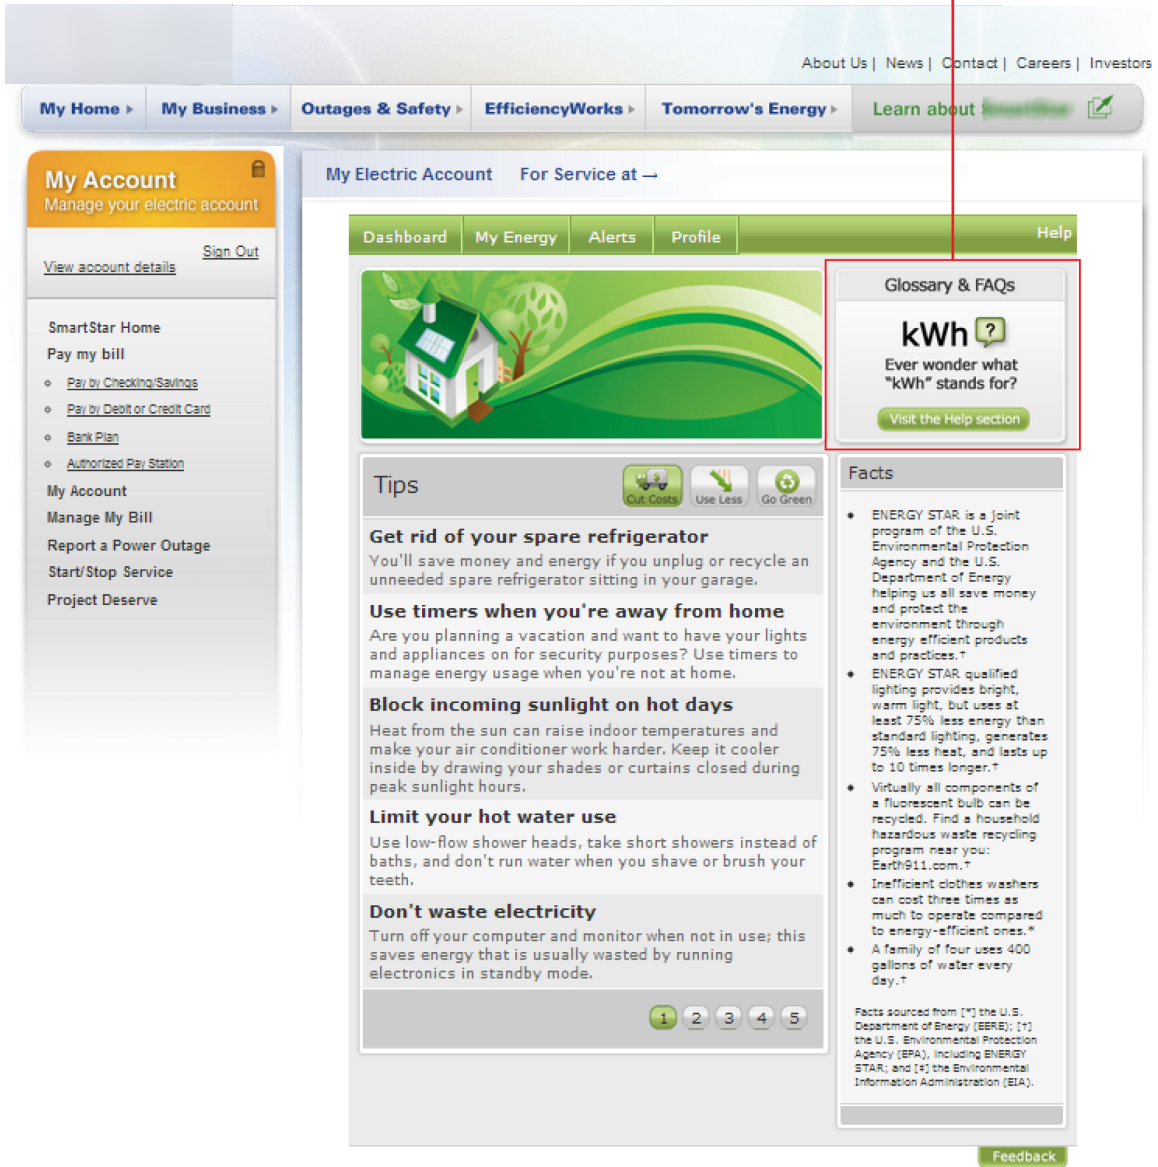 About Us | News | Contact | Careers | Investors
My Home
My Business
Outages & Safety
EfficiencyWorks
Tomorrow's Energy
Learn about
My Account
Manage your electric account
Sign Out
View account details
SmartStar Home
Pay my bill
Pay by Checking/Savings
Pay by Debit or Credit Card
Bank Plan
Authorized Pay Station
My Account
Manage My Bill
Report a Power Outage
Start/Stop Service
Project Deserve
My Electric Account
For Service at →
Dashboard
My Energy
Alerts
Profile
Help
Glossary & FAQs
kWh ?
Ever wonder what
"kWh" stands for?
Visit the Help section
Tips
Cut Costs
Use Less
Go Green
Get rid of your spare refrigerator
You'll save money and energy if you unplug or recycle an
unneeded spare refrigerator sitting in your garage.
Use timers when you're away from home
Are you planning a vacation and want to have your lights
and appliances on for security purposes? Use timers to
manage energy usage when you're not at home.
Block incoming sunlight on hot days
Heat from the sun can raise indoor temperatures and
make your air conditioner work harder. Keep it cooler
inside by drawing your shades or curtains closed during
peak sunlight hours.
Limit your hot water use
Use low-flow shower heads, take short showers instead of
baths, and don't run water when you shave or brush your
teeth.
Don't waste electricity
Turn off your computer and monitor when not in use; this
saves energy that is usually wasted by running
electronics in standby mode.
1 2 3 4 5
Facts
ENERGY STAR is a joint
program of the U.S.
Environmental Protection
Agency and the U.S.
Department of Energy
helping us all save money
and protect the
environment through
energy efficient products
and practices.†
ENERGY STAR qualified
lighting provides bright,
warm light, but uses at
least 75% less energy than
standard lighting, generates
75% less heat, and lasts up
to 10 times longer.†
Virtually all components of
a fluorescent bulb can be
recycled. Find a household
hazardous waste recycling
program near you:
Earth911.com.†
Inefficient clothes washers
can cost three times as
much to operate compared
to energy-efficient ones.*
A family of four uses 400
gallons of water every
day.†
Facts sourced from [*] the U.S.
Department of Energy (EERE); [†]
the U.S. Environmental Protection
Agency (EPA), including ENERGY
STAR; and [‡] the Environmental
Information Administration (EIA).
Feedback